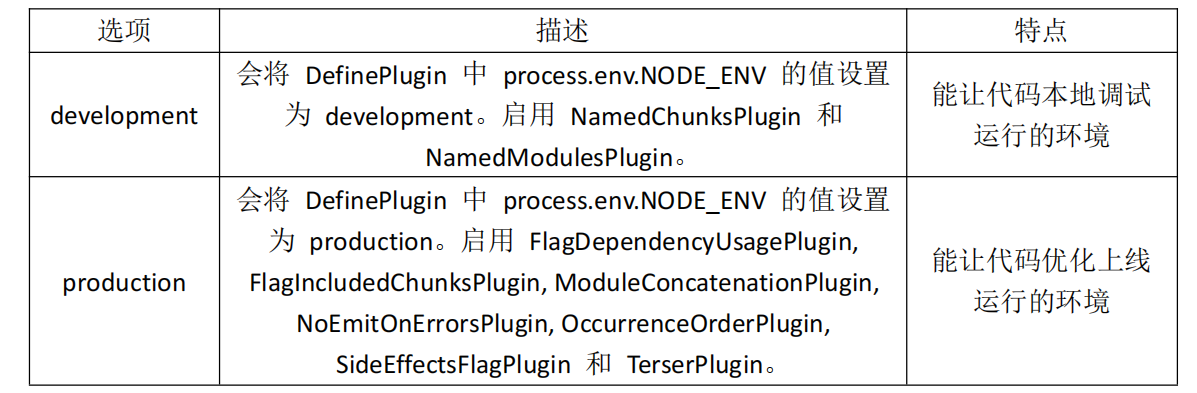 选项 描述 特点
development
会将 DefinePlugin 中 process.env.NODE_ENV 的值设置
为 development。启用 NamedChunksPlugin 和
NamedModulesPlugin。
能让代码本地调试
运行的环境
production
会将 DefinePlugin 中 process.env.NODE_ENV 的值设置
为 production。启用 FlagDependencyUsagePlugin,
FlagIncludedChunksPlugin, ModuleConcatenationPlugin,
NoEmitOnErrorsPlugin, OccurrenceOrderPlugin,
SideEffectsFlagPlugin 和 TerserPlugin。
能让代码优化上线
运行的环境